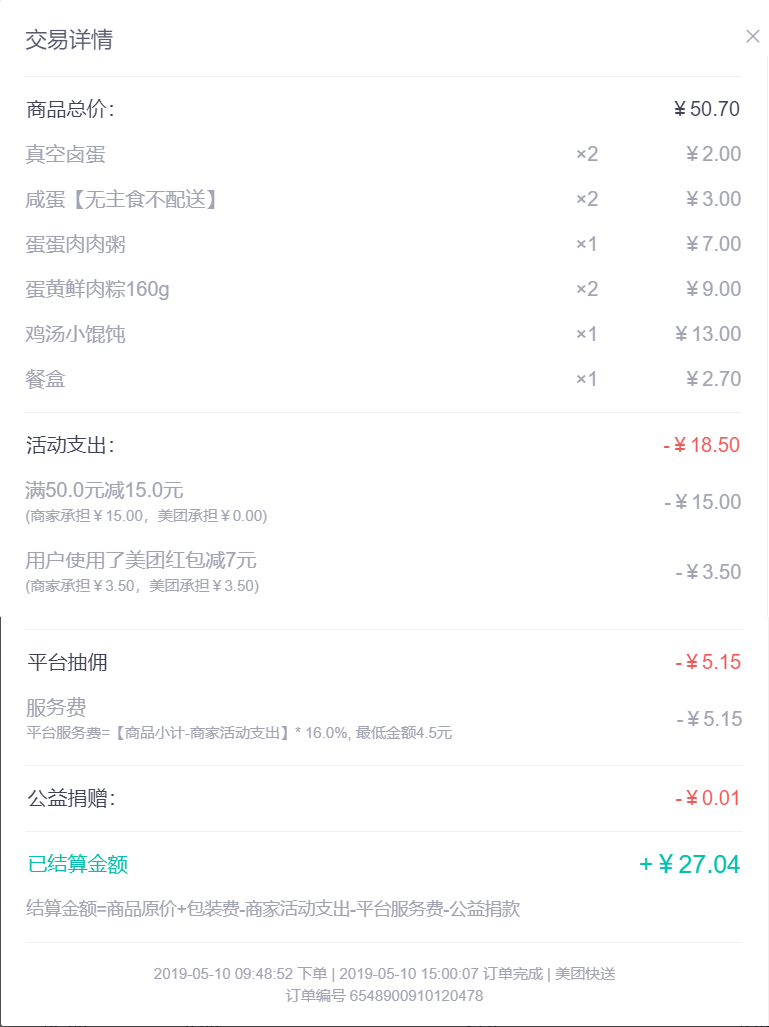 交易详情
商品总价： ￥50.70
真空卤蛋 ×2 ￥2.00
咸蛋【无主食不配送】 ×2 ￥3.00
蛋蛋肉肉粥 ×1 ￥7.00
蛋黄鲜肉粽160g ×2 ￥9.00
鸡汤小馄饨 ×1 ￥13.00
餐盒 ×1 ￥2.70
活动支出： -￥18.50
满50.0元减15.0元 -￥15.00
(商家承担￥15.00，美团承担￥0.00)
用户使用了美团红包减7元 -￥3.50
(商家承担￥3.50，美团承担￥3.50)
平台抽佣 -￥5.15
服务费 -￥5.15
平台服务费=【商品小计-商家活动支出】* 16.0%, 最低金额4.5元
公益捐赠： -￥0.01
已结算金额 +￥27.04
结算金额=商品原价+包装费-商家活动支出-平台服务费-公益捐款
2019-05-10 09:48:52 下单 | 2019-05-10 15:00:07 订单完成 | 美团快送
订单编号 6548900910120478